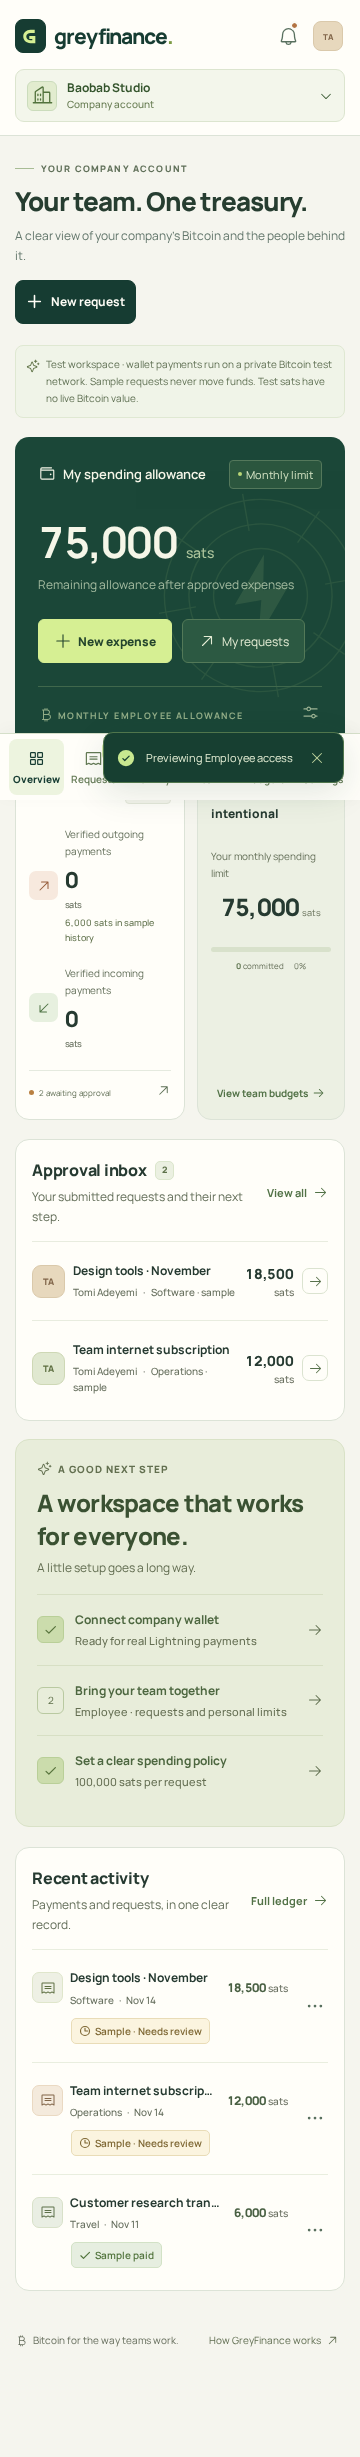 G greyfinance.
TA
Baobab Studio
Company account
YOUR COMPANY ACCOUNT
Your team. One treasury.
A clear view of your company's Bitcoin and the people behind
it.
New request
Test workspace · wallet payments run on a private Bitcoin test
network. Sample requests never move funds. Test sats have
no live Bitcoin value.
My spending allowance
• Monthly limit
75,000 sats
Remaining allowance after approved expenses
New expense
My requests
MONTHLY EMPLOYEE ALLOWANCE
Previewing Employee access
Overview
Verified outgoing
payments
0
sats
6,000 sats in sample
history
Verified incoming
payments
0
sats
2 awaiting approval
intentional
Your monthly spending
limit
75,000 sats
0 committed 0%
View team budgets
Approval inbox 2
Your submitted requests and their next
step.
View all
TA
Design tools · November
Tomi Adeyemi · Software · sample
18,500
sats
TA
Team internet subscription
Tomi Adeyemi · Operations ·
sample
12,000
sats
A GOOD NEXT STEP
A workspace that works
for everyone.
A little setup goes a long way.
Connect company wallet
Ready for real Lightning payments
2
Bring your team together
Employee · requests and personal limits
Set a clear spending policy
100,000 sats per request
Recent activity
Payments and requests, in one clear
record.
Full ledger
Design tools · November
Software · Nov 14
18,500 sats
Sample · Needs review
Team internet subscrip...
Operations · Nov 14
12,000 sats
Sample · Needs review
Customer research tran...
Travel · Nov 11
6,000 sats
Sample paid
Bitcoin for the way teams work.
How GreyFinance works